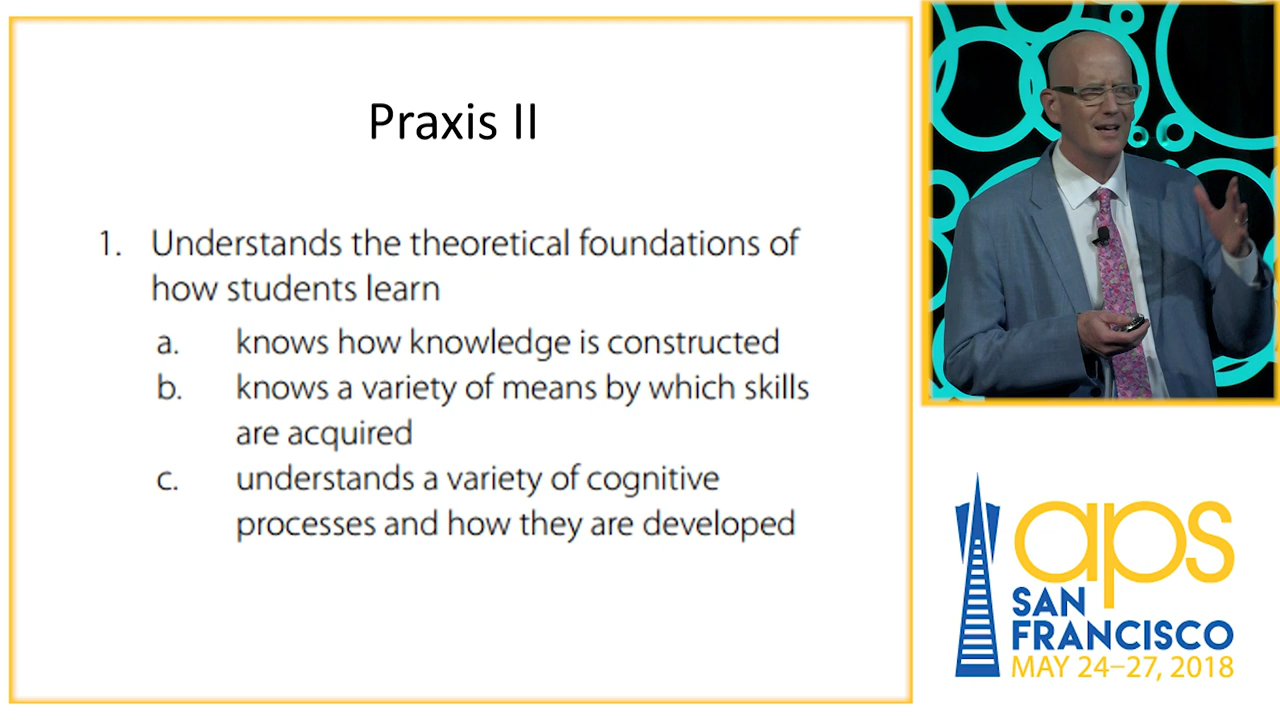 Praxis II
1. Understands the theoretical foundations of
how students learn
a. knows how knowledge is constructed
b. knows a variety of means by which skills
are acquired
c. understands a variety of cognitive
processes and how they are developed
aps
SAN
FRANCISCO
MAY 24–27, 2018